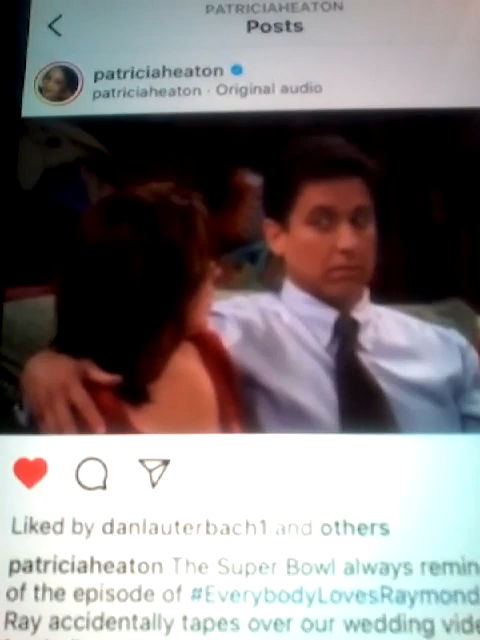 PATRICIAHEATON
Posts
patriciaheaton
patriciaheaton · Original audio
Liked by danlauterbach1 and others
patriciaheaton The Super Bowl always remin
of the episode of #EverybodyLovesRaymond
Ray accidentally tapes over our wedding vide